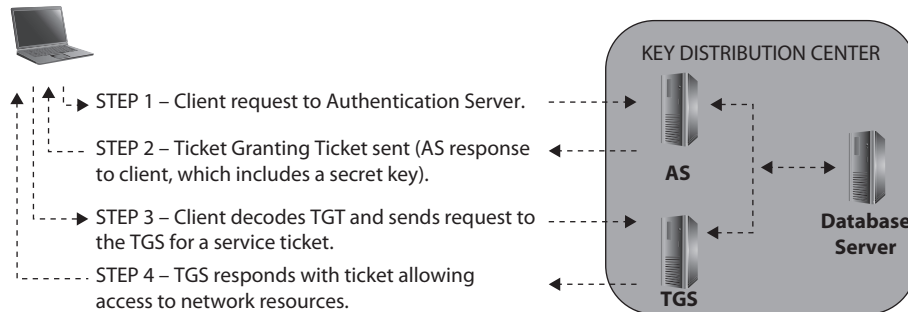 KEY DISTRIBUTION CENTER
STEP 1 – Client request to Authentication Server.
STEP 2 – Ticket Granting Ticket sent (AS response
to client, which includes a secret key).
AS
STEP 3 – Client decodes TGT and sends request to
the TGS for a service ticket.
Database
Server
STEP 4 – TGS responds with ticket allowing
access to network resources.
TGS